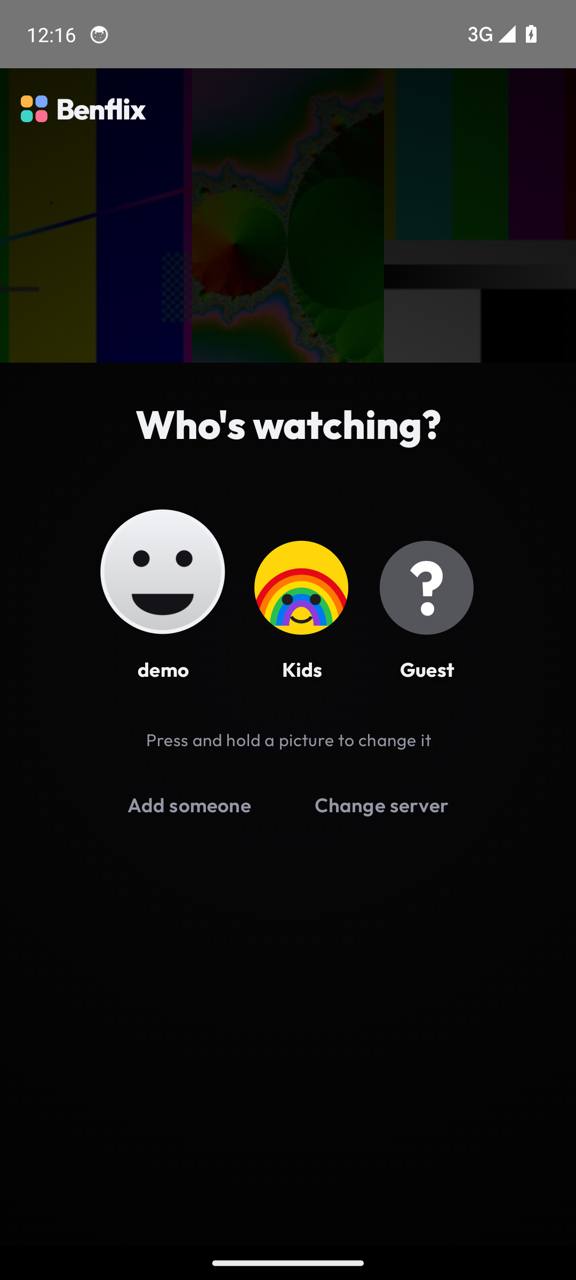 12:16
3G
Benflix
Who's watching?
?
demo
Kids
Guest
Press and hold a picture to change it
Add someone
Change server